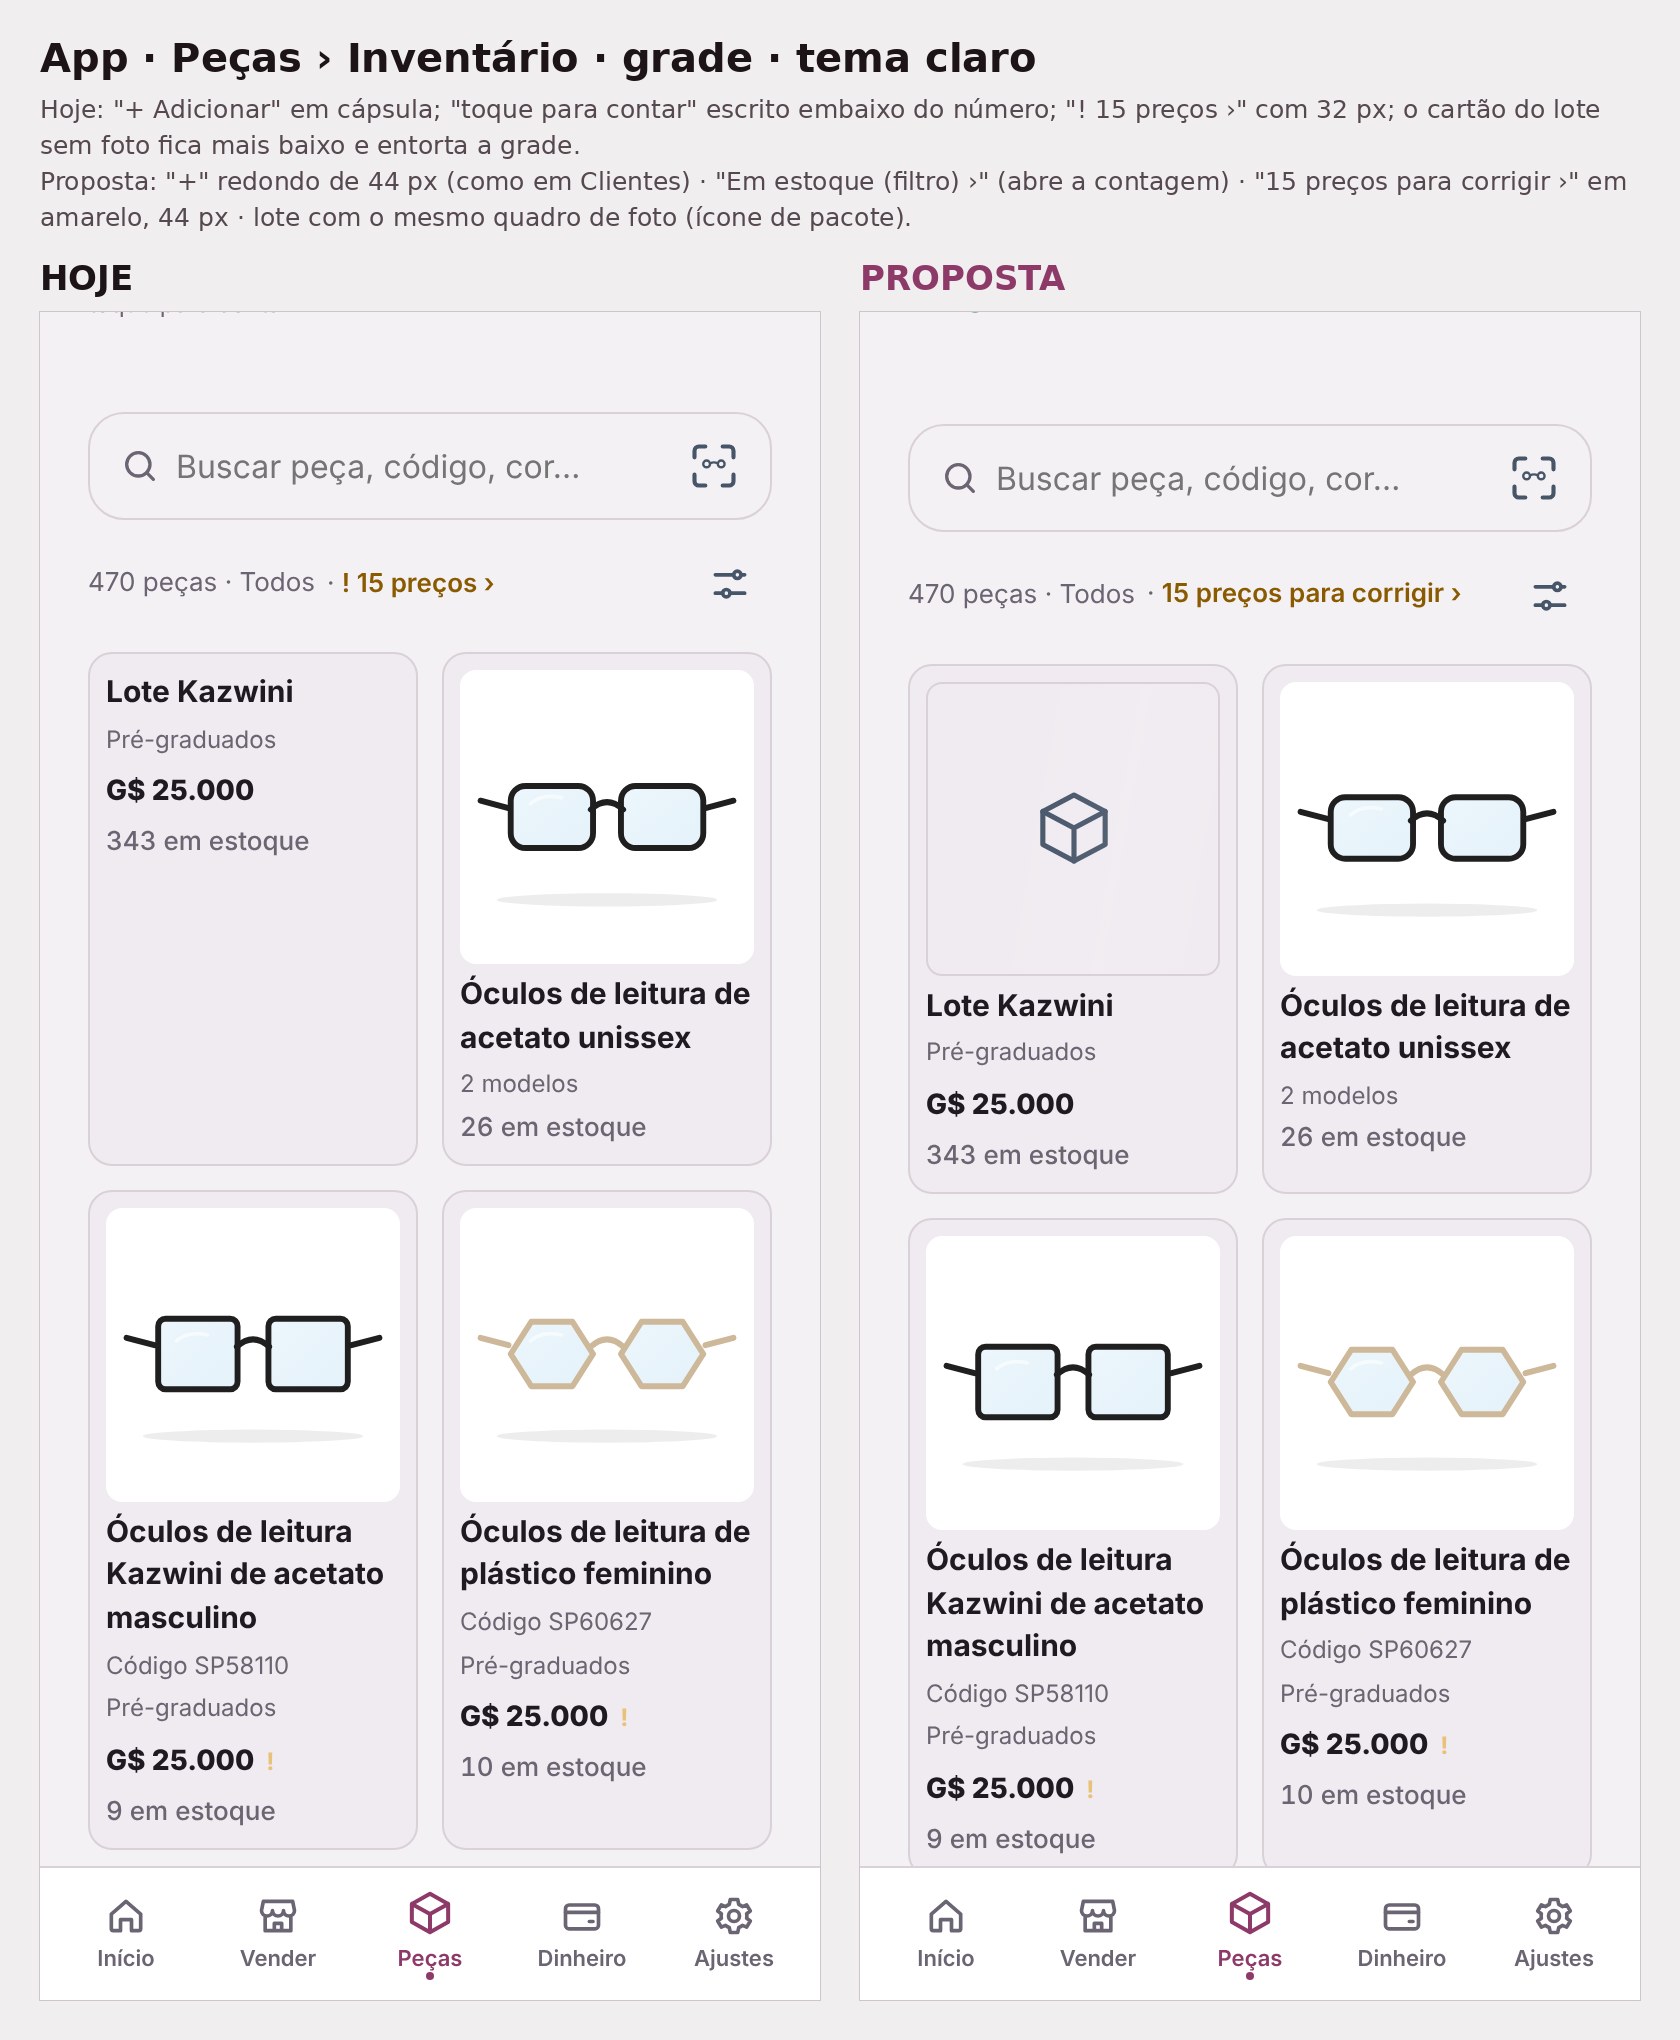 App · Peças › Inventário · grade · tema claro
Hoje: "+ Adicionar" em cápsula; "toque para contar" escrito embaixo do número; "! 15 preços ›" com 32 px; o cartão do lote
sem foto fica mais baixo e entorta a grade.
Proposta: "+" redondo de 44 px (como em Clientes) · "Em estoque (filtro) ›" (abre a contagem) · "15 preços para corrigir ›" em
amarelo, 44 px · lote com o mesmo quadro de foto (ícone de pacote).
HOJE
Buscar peça, código, cor...
470 peças · Todos · ! 15 preços ›
Lote Kazwini
Pré-graduados
G$ 25.000
343 em estoque
Óculos de leitura de
acetato unissex
2 modelos
26 em estoque
Óculos de leitura
Kazwini de acetato
masculino
Código SP58110
Pré-graduados
G$ 25.000 !
9 em estoque
Óculos de leitura de
plástico feminino
Código SP60627
Pré-graduados
G$ 25.000 !
10 em estoque
Início
Vender
Peças
Dinheiro
Ajustes
PROPOSTA
Buscar peça, código, cor...
470 peças · Todos · 15 preços para corrigir ›
Lote Kazwini
Pré-graduados
G$ 25.000
343 em estoque
Óculos de leitura de
acetato unissex
2 modelos
26 em estoque
Óculos de leitura
Kazwini de acetato
masculino
Código SP58110
Pré-graduados
G$ 25.000 !
9 em estoque
Óculos de leitura de
plástico feminino
Código SP60627
Pré-graduados
G$ 25.000 !
10 em estoque
Início
Vender
Peças
Dinheiro
Ajustes